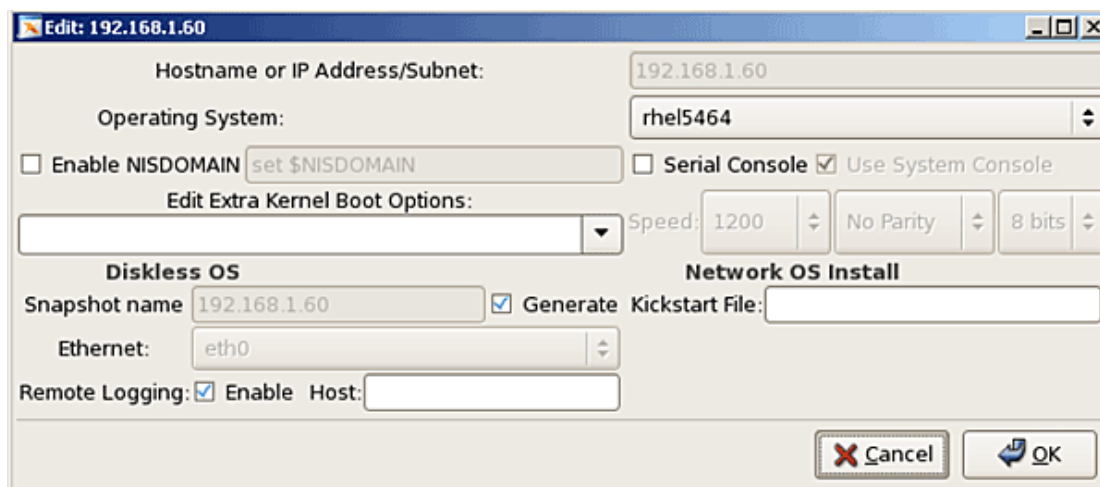 Edit: 192.168.1.60
Hostname or IP Address/Subnet: 192.168.1.60
Operating System: rhel5464
Enable NISDOMAIN set $NISDOMAIN Serial Console Use System Console
Edit Extra Kernel Boot Options:
Speed: 1200 No Parity 8 bits
Diskless OS Network OS Install
Snapshot name 192.168.1.60 Generate Kickstart File:
Ethernet: eth0
Remote Logging: Enable Host:
Cancel OK